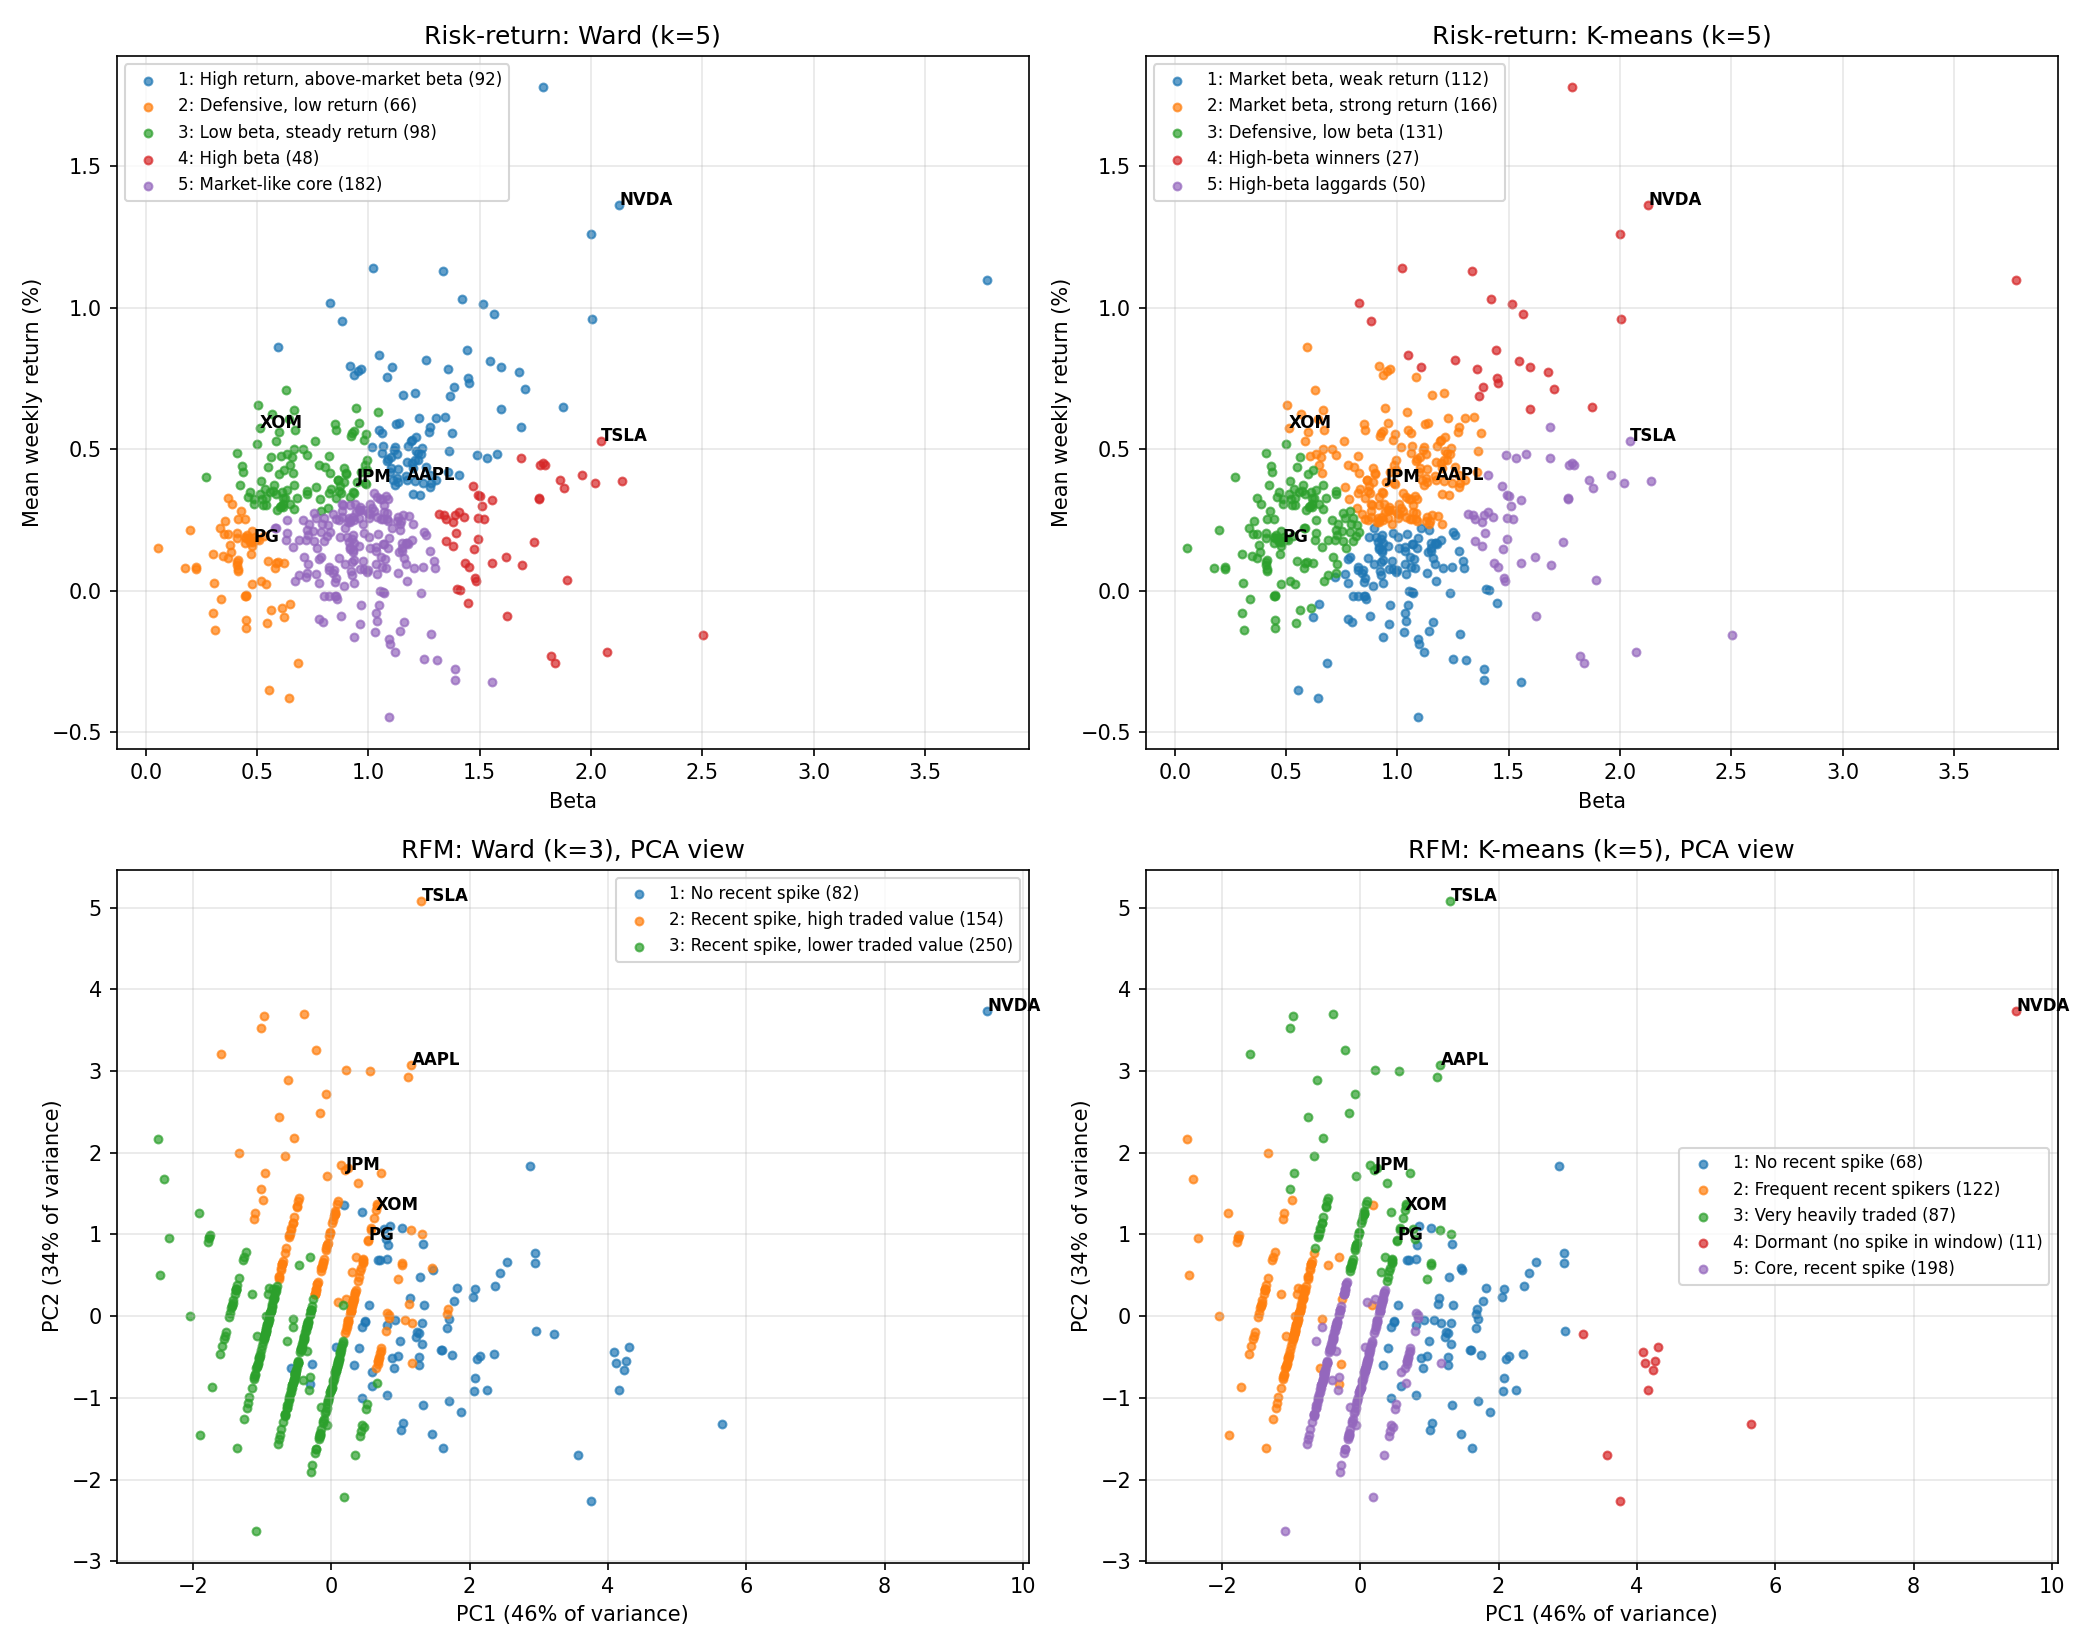 Risk-return: Ward (k=5)
1: High return, above-market beta (92)
2: Defensive, low return (66)
3: Low beta, steady return (98)
4: High beta (48)
5: Market-like core (182)
NVDA
TSLA
XOM
JPM
AAPL
PG
Mean weekly return (%)
1.5
1.0
0.5
0.0
−0.5
0.0 0.5 1.0 1.5 2.0 2.5 3.0 3.5
Beta
Risk-return: K-means (k=5)
1: Market beta, weak return (112)
2: Market beta, strong return (166)
3: Defensive, low beta (131)
4: High-beta winners (27)
5: High-beta laggards (50)
NVDA
TSLA
XOM
JPM
AAPL
PG
Mean weekly return (%)
1.5
1.0
0.5
0.0
−0.5
0.0 0.5 1.0 1.5 2.0 2.5 3.0 3.5
Beta
RFM: Ward (k=3), PCA view
1: No recent spike (82)
2: Recent spike, high traded value (154)
3: Recent spike, lower traded value (250)
TSLA
NVDA
AAPL
JPM
XOM
PG
PC2 (34% of variance)
5
4
3
2
1
0
−1
−2
−3
−2 0 2 4 6 8 10
PC1 (46% of variance)
RFM: K-means (k=5), PCA view
TSLA
NVDA
AAPL
JPM
XOM
PG
1: No recent spike (68)
2: Frequent recent spikers (122)
3: Very heavily traded (87)
4: Dormant (no spike in window) (11)
5: Core, recent spike (198)
PC2 (34% of variance)
5
4
3
2
1
0
−1
−2
−3
−2 0 2 4 6 8 10
PC1 (46% of variance)